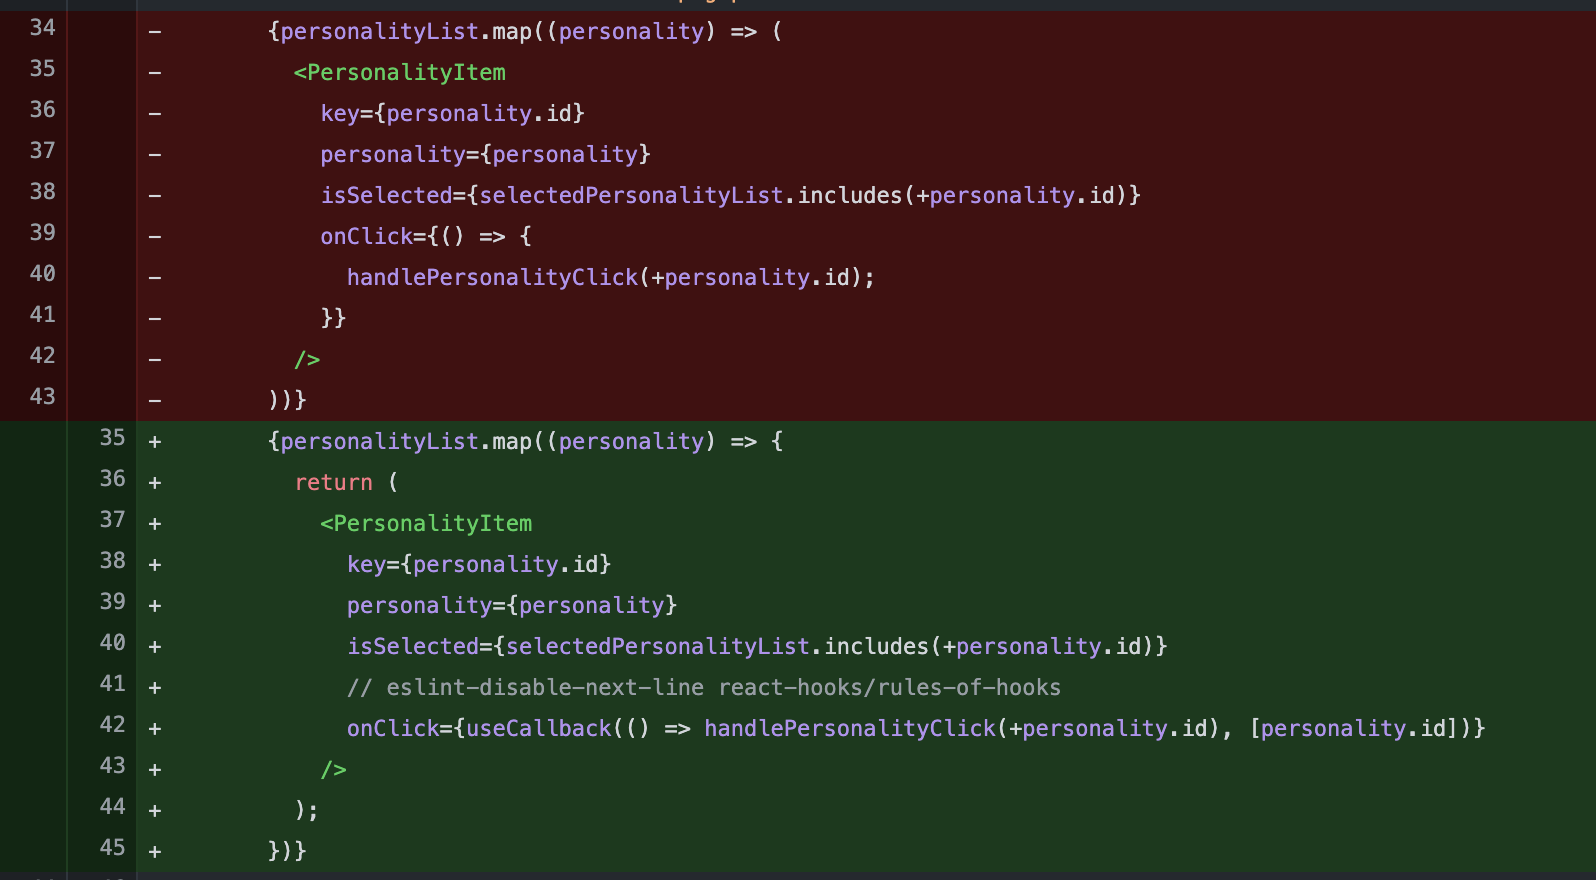 34 - {personalityList.map((personality) => (
35 - <PersonalityItem
36 - key={personality.id}
37 - personality={personality}
38 - isSelected={selectedPersonalityList.includes(+personality.id)}
39 - onClick={() => {
40 - handlePersonalityClick(+personality.id);
41 - }}
42 - />
43 - ))}
35 + {personalityList.map((personality) => {
36 + return (
37 + <PersonalityItem
38 + key={personality.id}
39 + personality={personality}
40 + isSelected={selectedPersonalityList.includes(+personality.id)}
41 + // eslint-disable-next-line react-hooks/rules-of-hooks
42 + onClick={useCallback(() => handlePersonalityClick(+personality.id), [personality.id])}
43 + />
44 + );
45 + })}